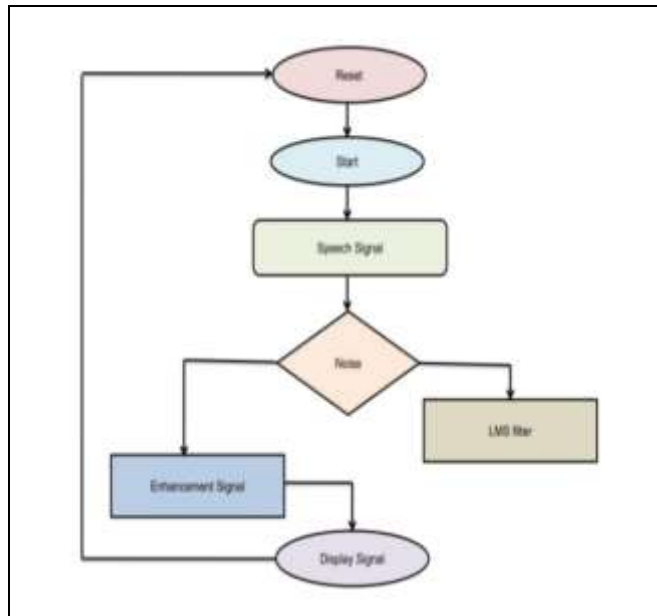 Reset
Start
Speech Signal
Noise
LMS filter
Enhancement Signal
Display Signal